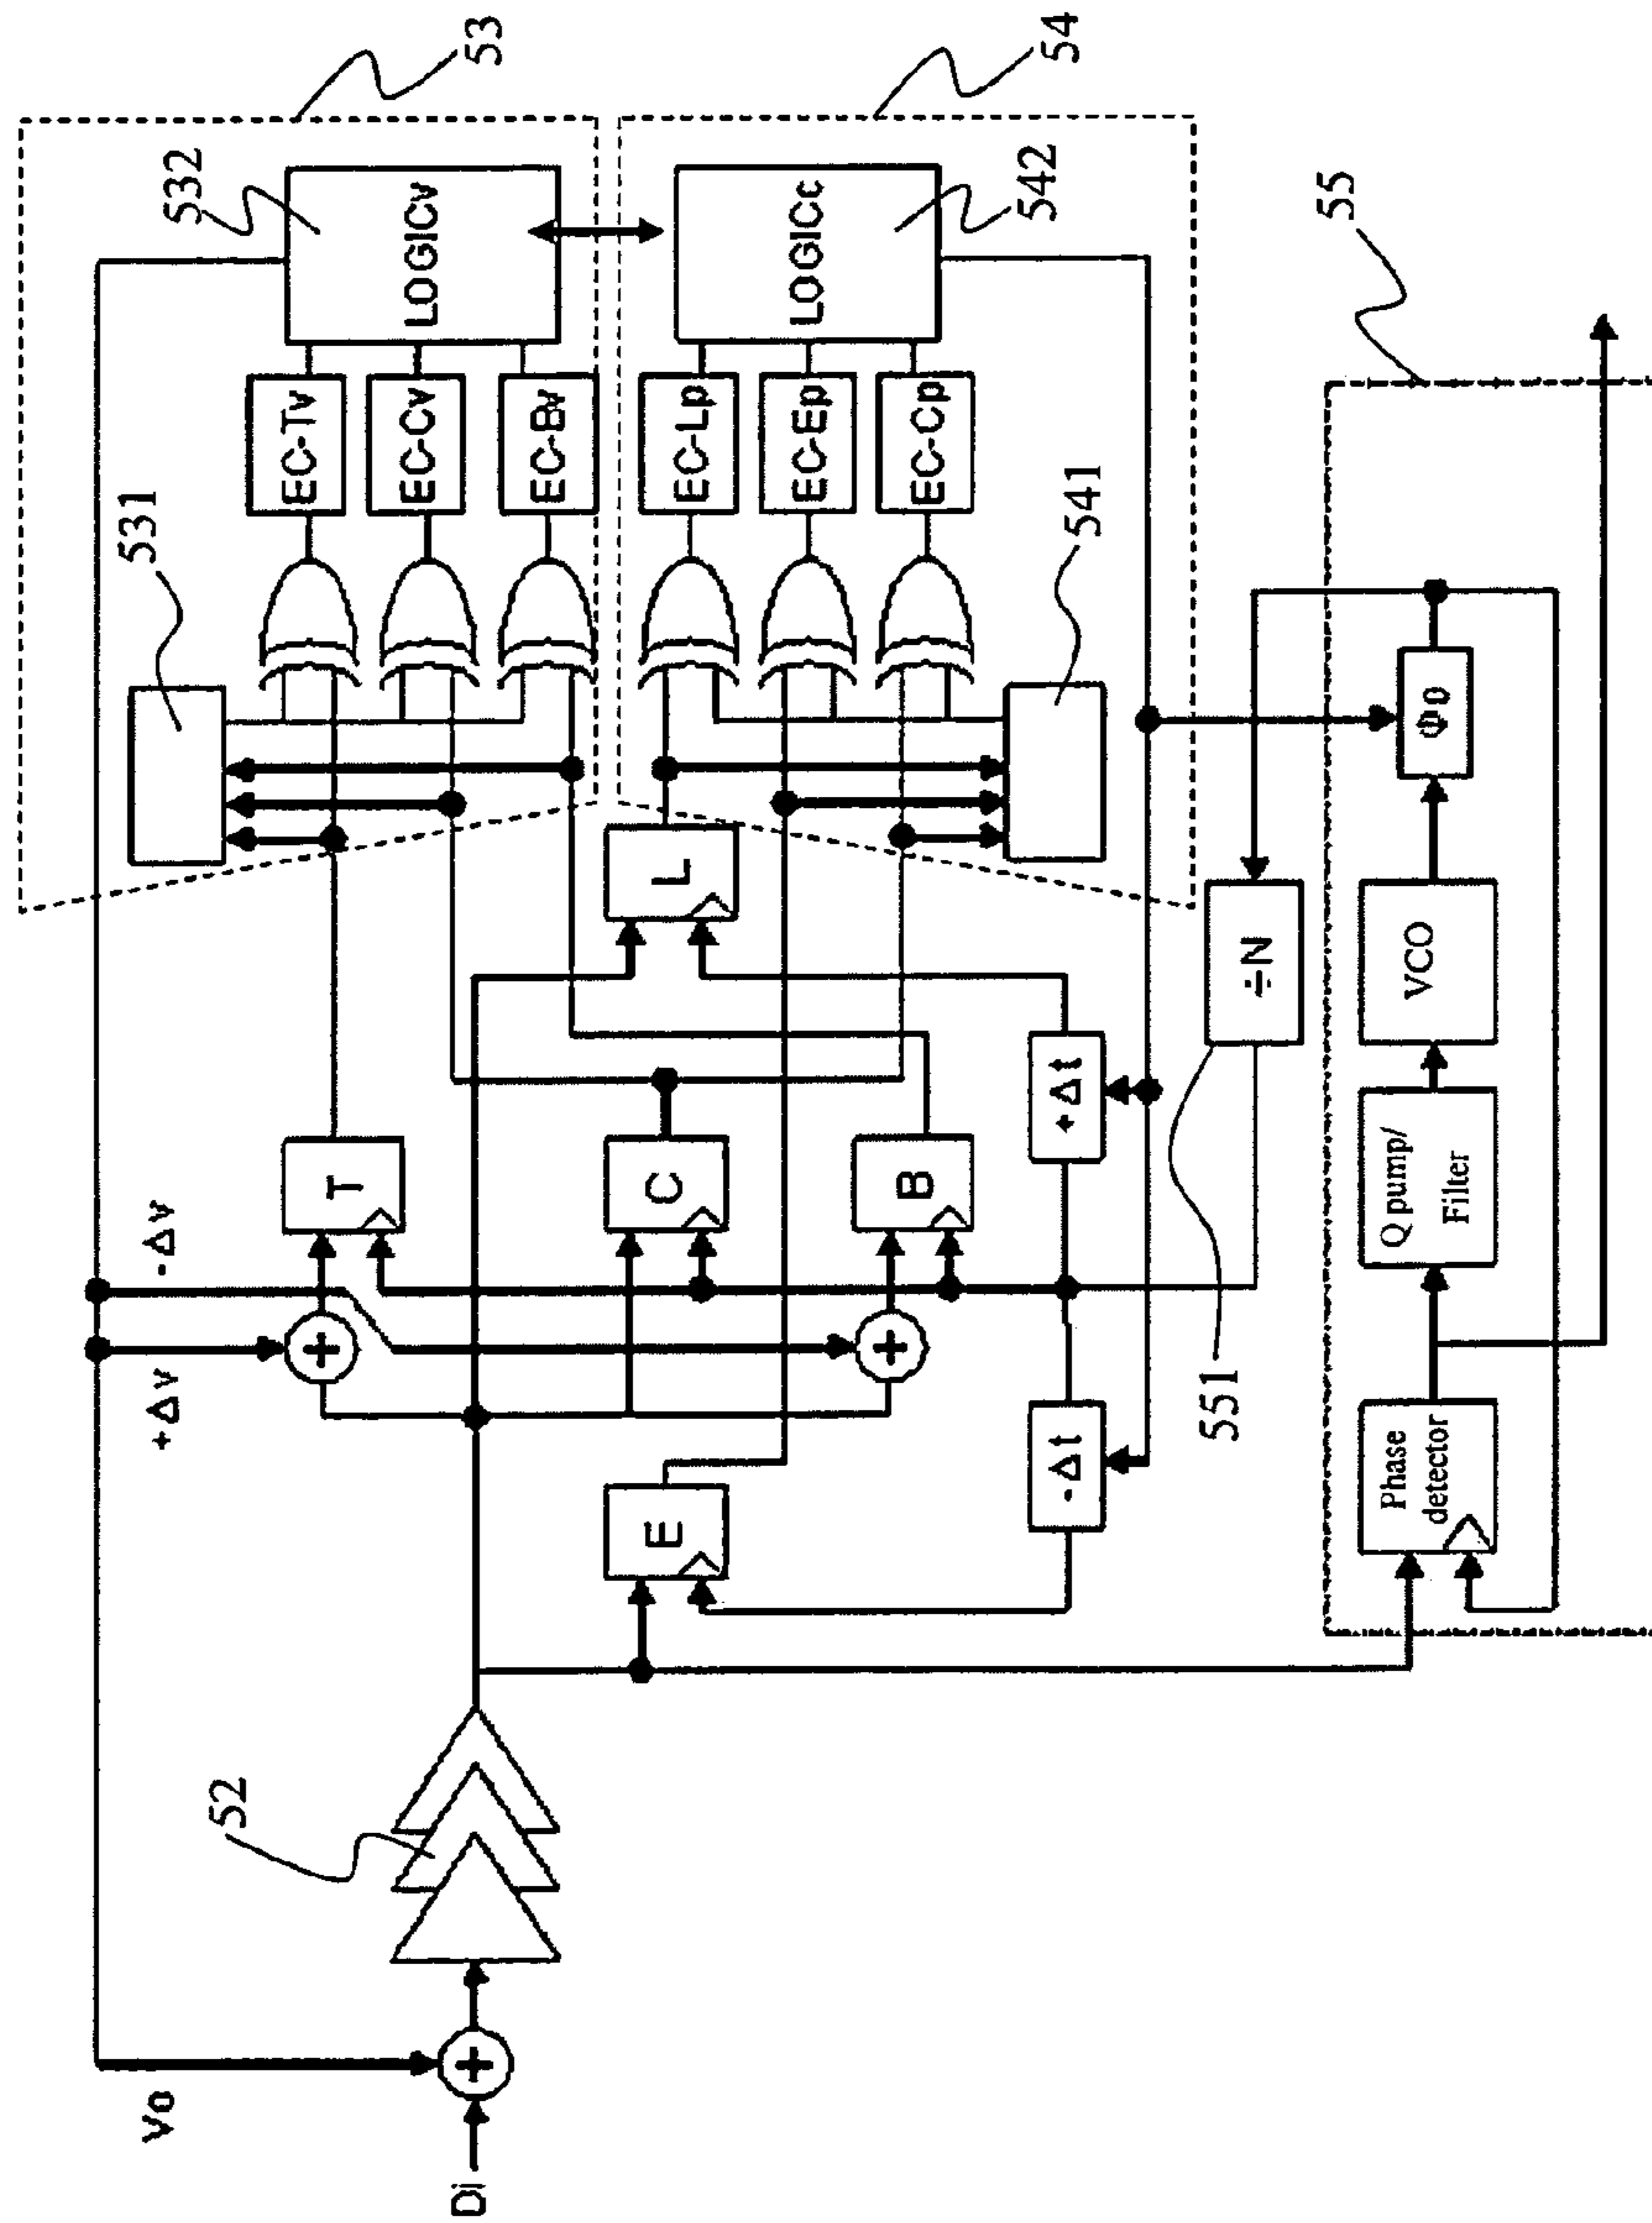 53
54
532
LOGICv
542
LOGICc
55
531
EC-Tv
EC-Cv
EC-Bv
EC-Lp
EC-Ep
EC-Cp
541
Φ0
L
÷N
VCO
-Δv
+Δv
T
C
B
+Δt
Q pump/
Filter
+
+
551
E
-Δt
Phase
detector
52
Vo
+
Di